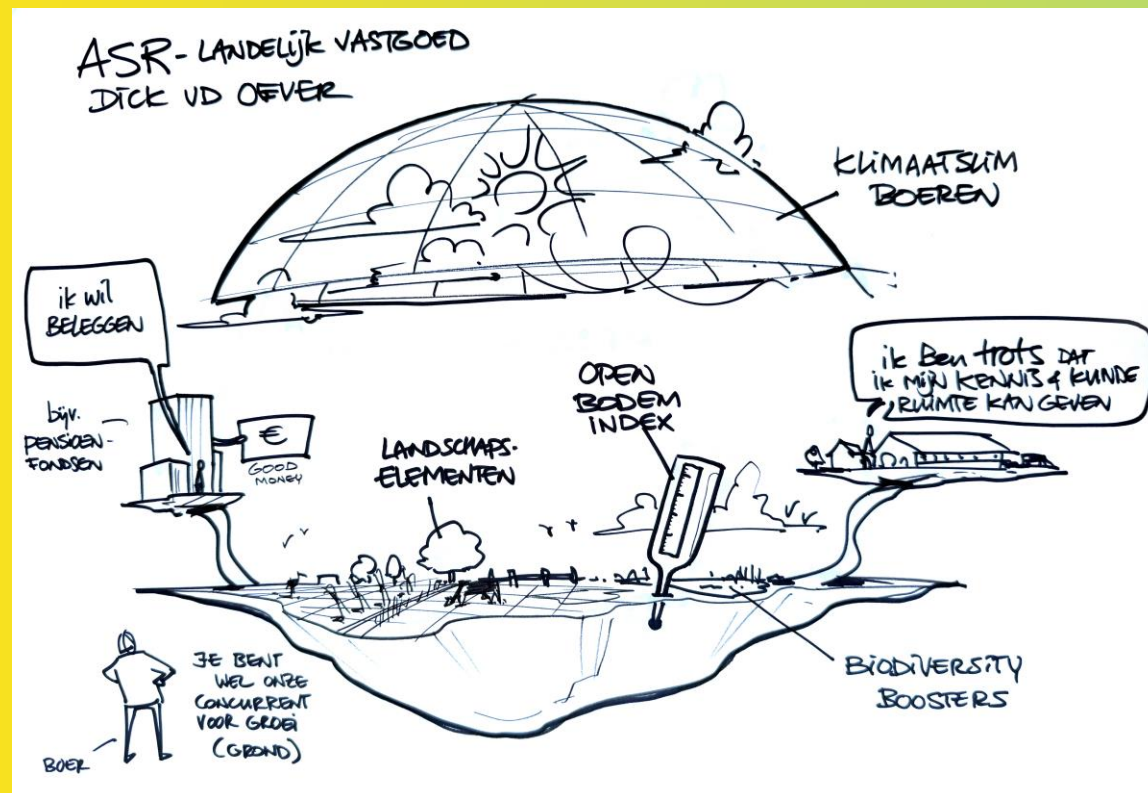 ASR - LANDELIJK VASTGOED
DICK VD OEVER
KLIMAATSLIM
BOEREN
ik wil
BELEGGEN
bijv.
PENSIOEN-
FONDSEN
€
GOOD
MONEY
LANDSCHAPS-
ELEMENTEN
OPEN
BODEM
INDEX
ik Ben trots DAT
ik MIJN KENNIS & KUNDE
RUIMTE KAN GEVEN
JE BENT
WEL ONZE
CONCURRENT
VOOR GROEI
(GROND)
BOER
BIODIVERSITY
BOOSTERS